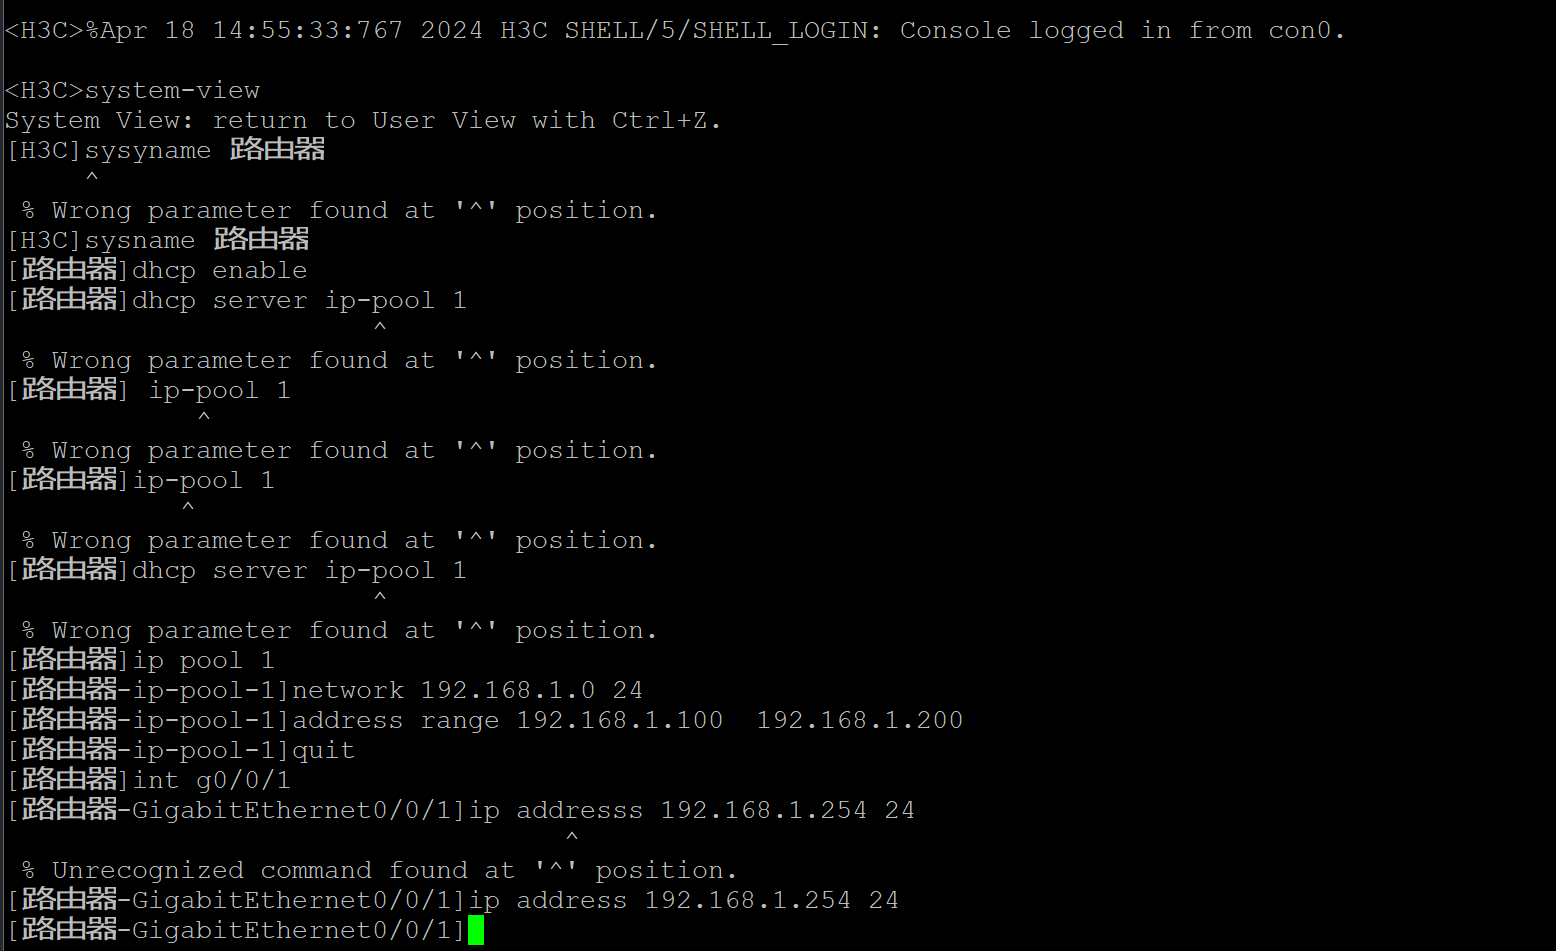 <H3C>%Apr 18 14:55:33:767 2024 H3C SHELL/5/SHELL_LOGIN: Console logged in from con0.
<H3C>system-view
System View: return to User View with Ctrl+Z.
[H3C]sysyname 路由器
^
% Wrong parameter found at '^' position.
[H3C]sysname 路由器
[路由器]dhcp enable
[路由器]dhcp server ip-pool 1
^
% Wrong parameter found at '^' position.
[路由器] ip-pool 1
^
% Wrong parameter found at '^' position.
[路由器]ip-pool 1
^
% Wrong parameter found at '^' position.
[路由器]dhcp server ip-pool 1
^
% Wrong parameter found at '^' position.
[路由器]ip pool 1
[路由器-ip-pool-1]network 192.168.1.0 24
[路由器-ip-pool-1]address range 192.168.1.100  192.168.1.200
[路由器-ip-pool-1]quit
[路由器]int g0/0/1
[路由器-GigabitEthernet0/0/1]ip addresss 192.168.1.254 24
^
% Unrecognized command found at '^' position.
[路由器-GigabitEthernet0/0/1]ip address 192.168.1.254 24
[路由器-GigabitEthernet0/0/1]